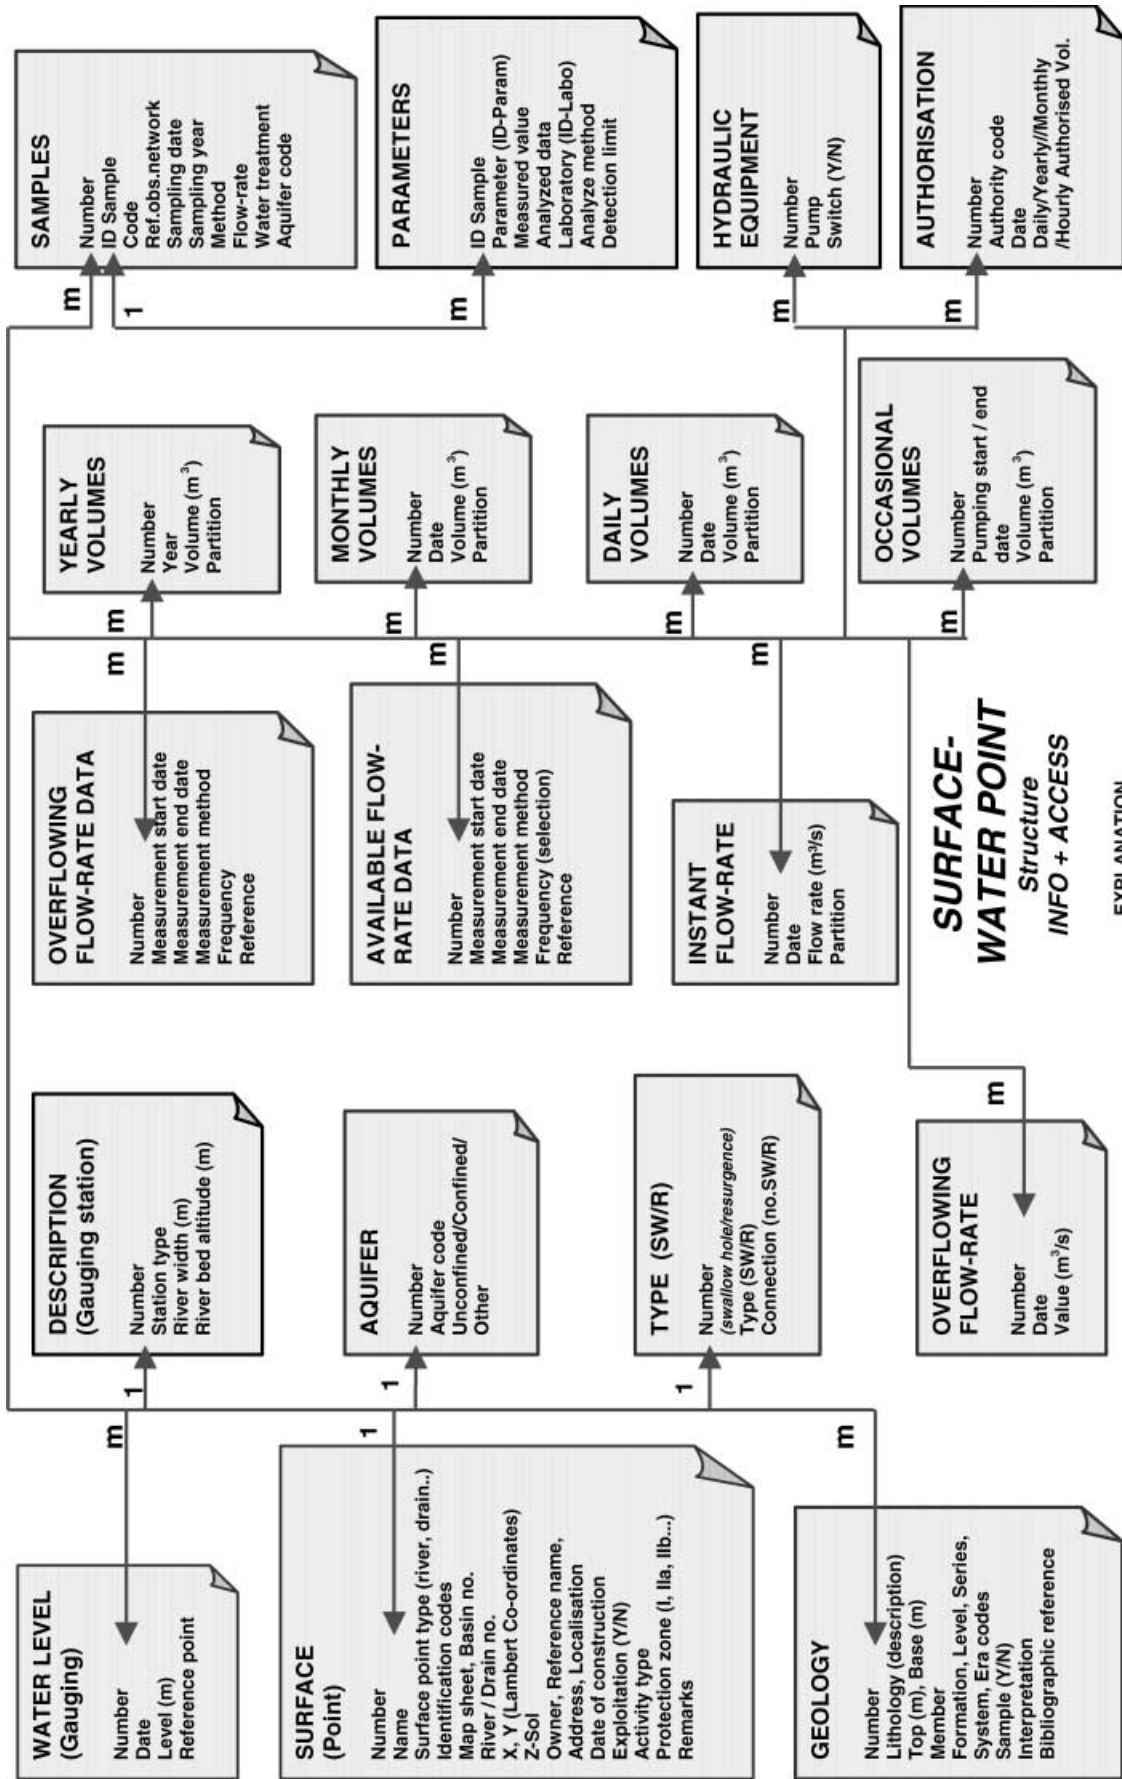 WATER LEVEL
(Gauging)
Number
Date
Level (m)
Reference point
m
SURFACE
(Point)
Number
Name
Surface point type (river, drain..)
Identification codes
Map sheet, Basin no.
River / Drain no.
X, Y (Lambert Co-ordinates)
Z-Sol
Owner, Reference name,
Address, Localisation
Date of construction
Exploitation (Y/N)
Activity type
Protection zone (I, IIa, IIb...)
Remarks
1
GEOLOGY
Number
Lithology (description)
Top (m), Base (m)
Member
Formation, Level, Series,
System, Era codes
Sample (Y/N)
Interpretation
Bibliographic reference
m
DESCRIPTION
(Gauging station)
Number
Station type
River width (m)
River bed altitude (m)
1
AQUIFER
Number
Aquifer code
Unconfined/Confined/
Other
1
TYPE (SW/R)
Number
(swallow hole/resurgence)
Type (SW/R)
Connection (no.SW/R)
1
OVERFLOWING
FLOW-RATE
Number
Date
Value (m³/s)
m
OVERFLOWING
FLOW-RATE DATA
Number
Measurement start date
Measurement end date
Measurement method
Frequency
Reference
m
AVAILABLE FLOW-
RATE DATA
Number
Measurement start date
Measurement end date
Measurement method
Frequency (selection)
Reference
m
INSTANT
FLOW-RATE
Number
Date
Flow rate (m³/s)
Partition
m
SURFACE-
WATER POINT
Structure
INFO + ACCESS
EXPLANATION
YEARLY
VOLUMES
Number
Year
Volume (m³)
Partition
m
MONTHLY
VOLUMES
Number
Date
Volume (m³)
Partition
m
DAILY
VOLUMES
Number
Date
Volume (m³)
Partition
m
OCCASIONAL
VOLUMES
Number
Pumping start / end
date
Volume (m³)
Partition
m
SAMPLES
Number
ID Sample
Code
Ref.obs.network
Sampling date
Sampling year
Method
Flow-rate
Water treatment
Aquifer code
m
1
PARAMETERS
ID Sample
Parameter (ID-Param)
Measured value
Analyzed data
Laboratory (ID-Labo)
Analyze method
Detection limit
m
HYDRAULIC
EQUIPMENT
Number
Pump
Switch (Y/N)
m
AUTHORISATION
Number
Authority code
Date
Daily/Yearly//Monthly
/Hourly Authorised Vol.
m